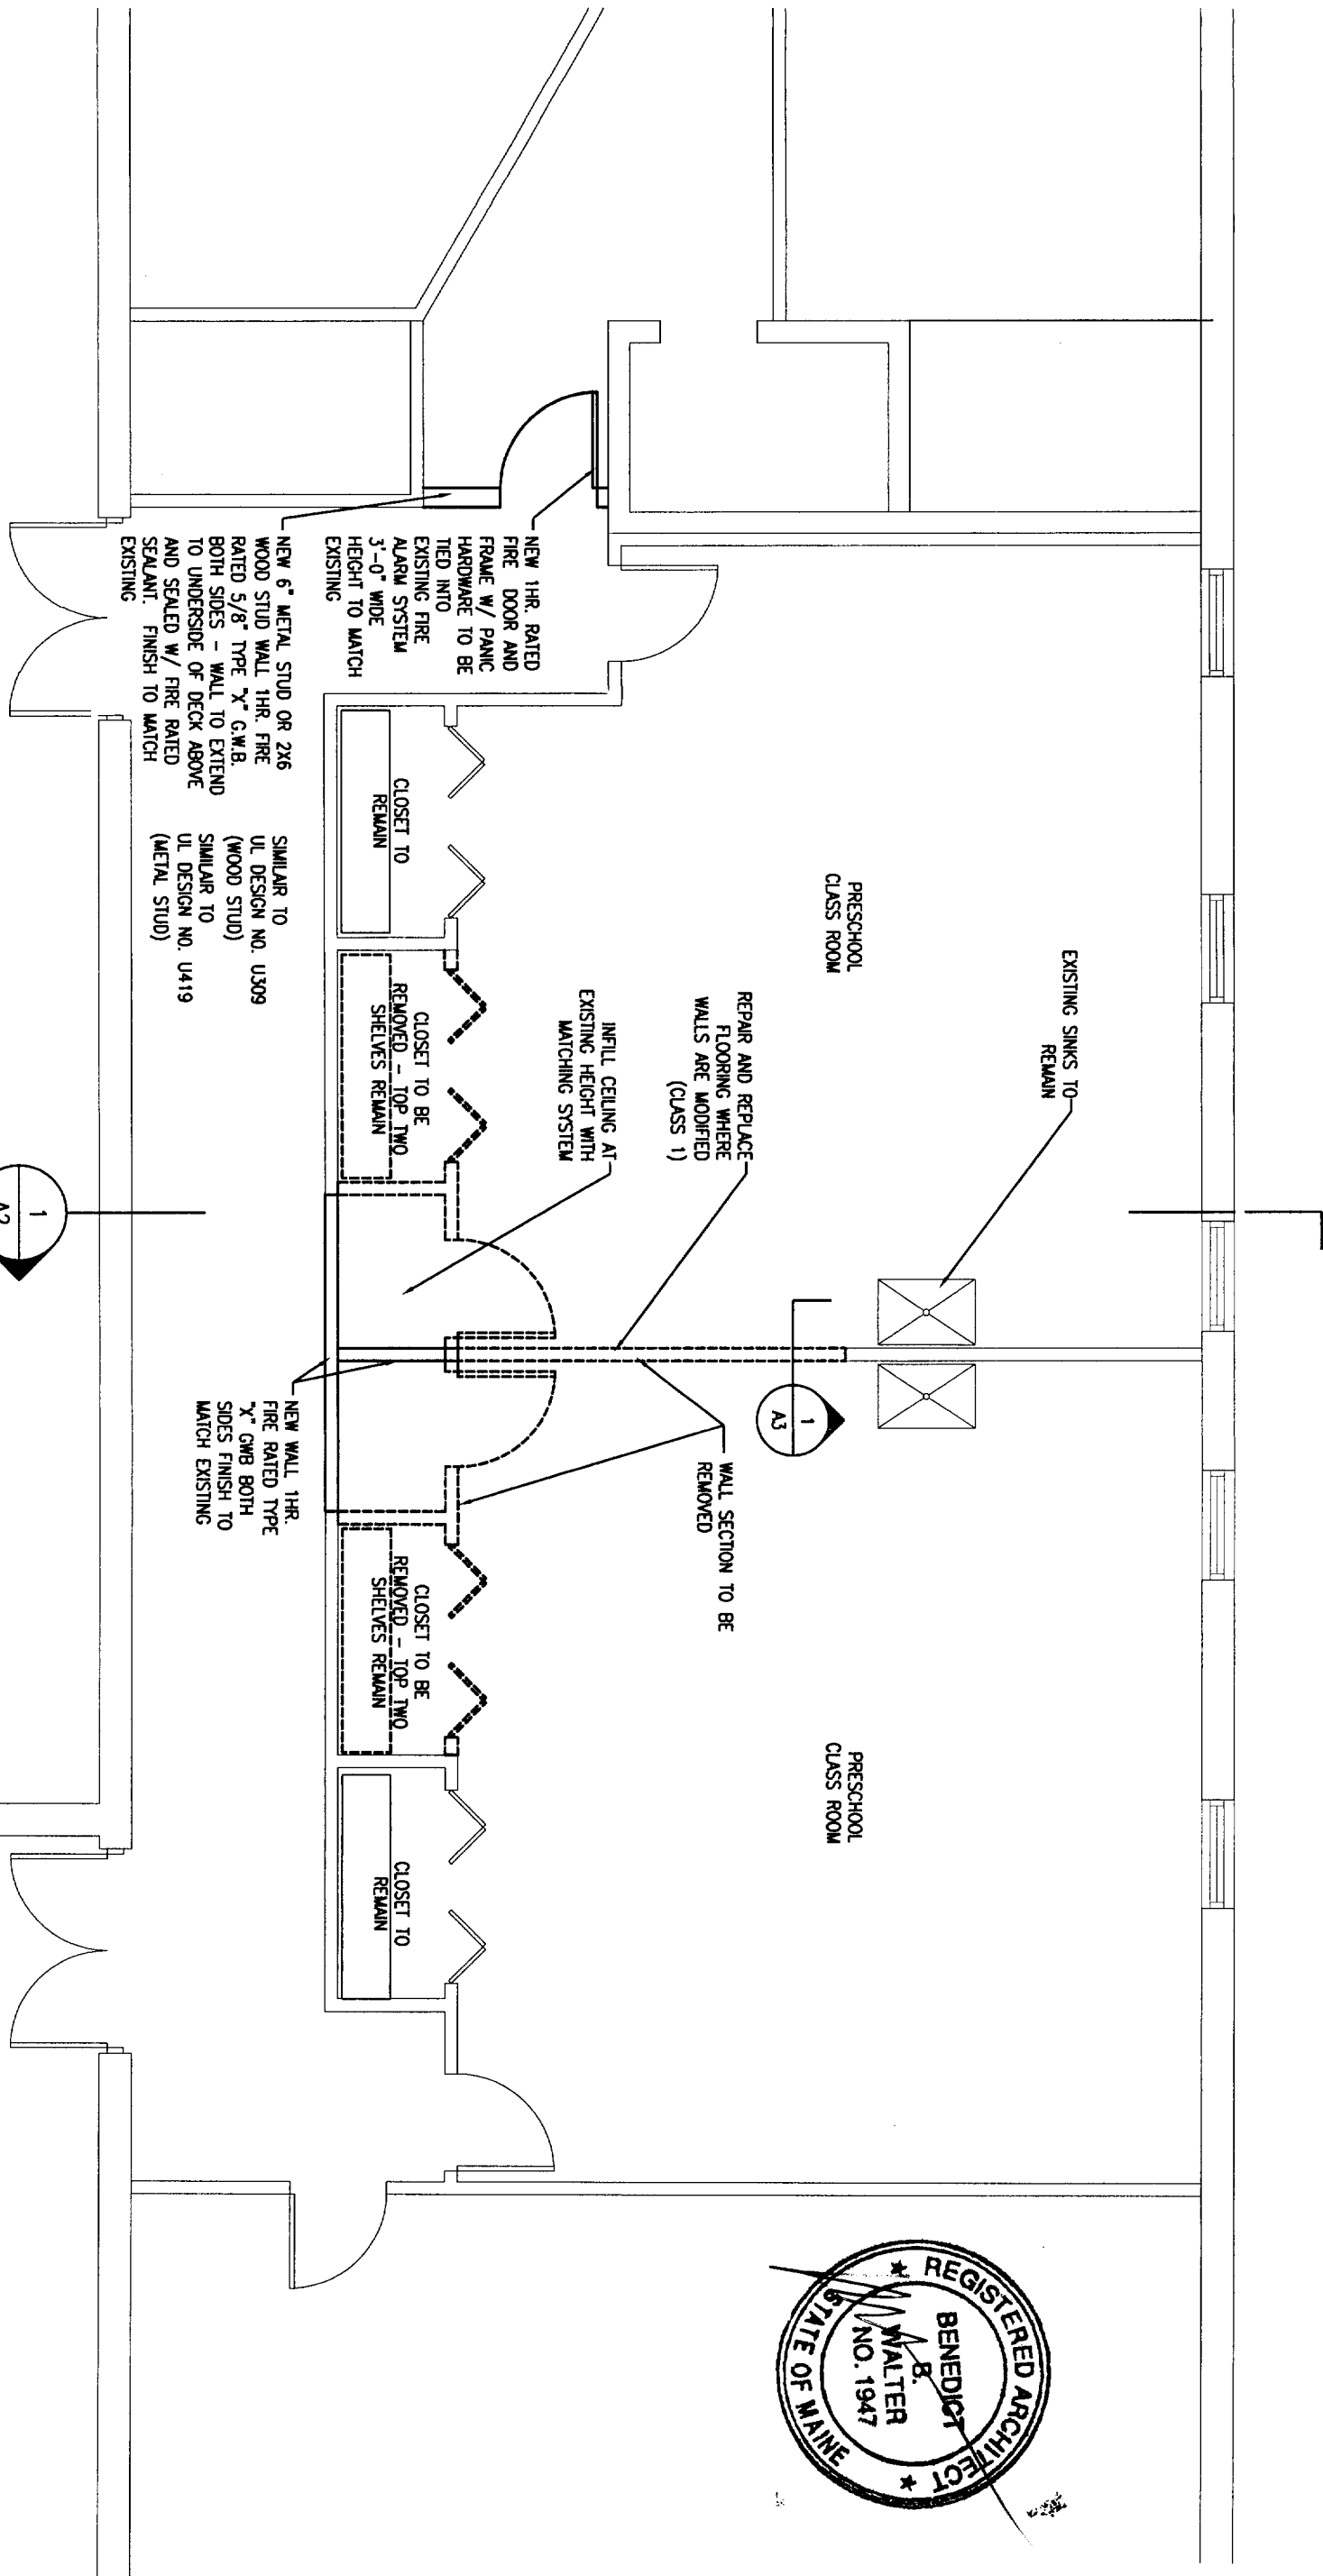 EXISTING SINKS TO
REMAIN
PRESCHOOL
CLASS ROOM
PRESCHOOL
CLASS ROOM
REPAIR AND REPLACE
FLOORING WHERE
WALLS ARE MODIFIED
(CLASS 1)
WALL SECTION TO BE
REMOVED
1
A3
INFILL CEILING AT
EXISTING HEIGHT WITH
MATCHING SYSTEM
NEW 1HR. RATED
FIRE DOOR AND
FRAME W/ PANIC
HARDWARE TO BE
TIED INTO
EXISTING FIRE
ALARM SYSTEM
3'-0" WIDE
HEIGHT TO MATCH
EXISTING
CLOSET TO
REMAIN
CLOSET TO BE
REMOVED - TOP TWO
SHELVES REMAIN
CLOSET TO BE
REMOVED - TOP TWO
SHELVES REMAIN
CLOSET TO
REMAIN
NEW 6" METAL STUD OR 2X6
WOOD STUD WALL 1HR. FIRE
RATED 5/8" TYPE "X" G.W.B.
BOTH SIDES - WALL TO EXTEND
TO UNDERSIDE OF DECK ABOVE
AND SEALED W/ FIRE RATED
SEALANT. FINISH TO MATCH
EXISTING
SIMILAIR TO
UL DESIGN NO. U309
(WOOD STUD)
SIMILAIR TO
UL DESIGN NO. U419
(METAL STUD)
NEW WALL 1HR.
FIRE RATED TYPE
"X" GWB BOTH
SIDES FINISH TO
MATCH EXISTING
1
A2
★ REGISTERED ARCHITECT ★
BENEDICT
B.
WALTER
NO. 1947
STATE OF MAINE